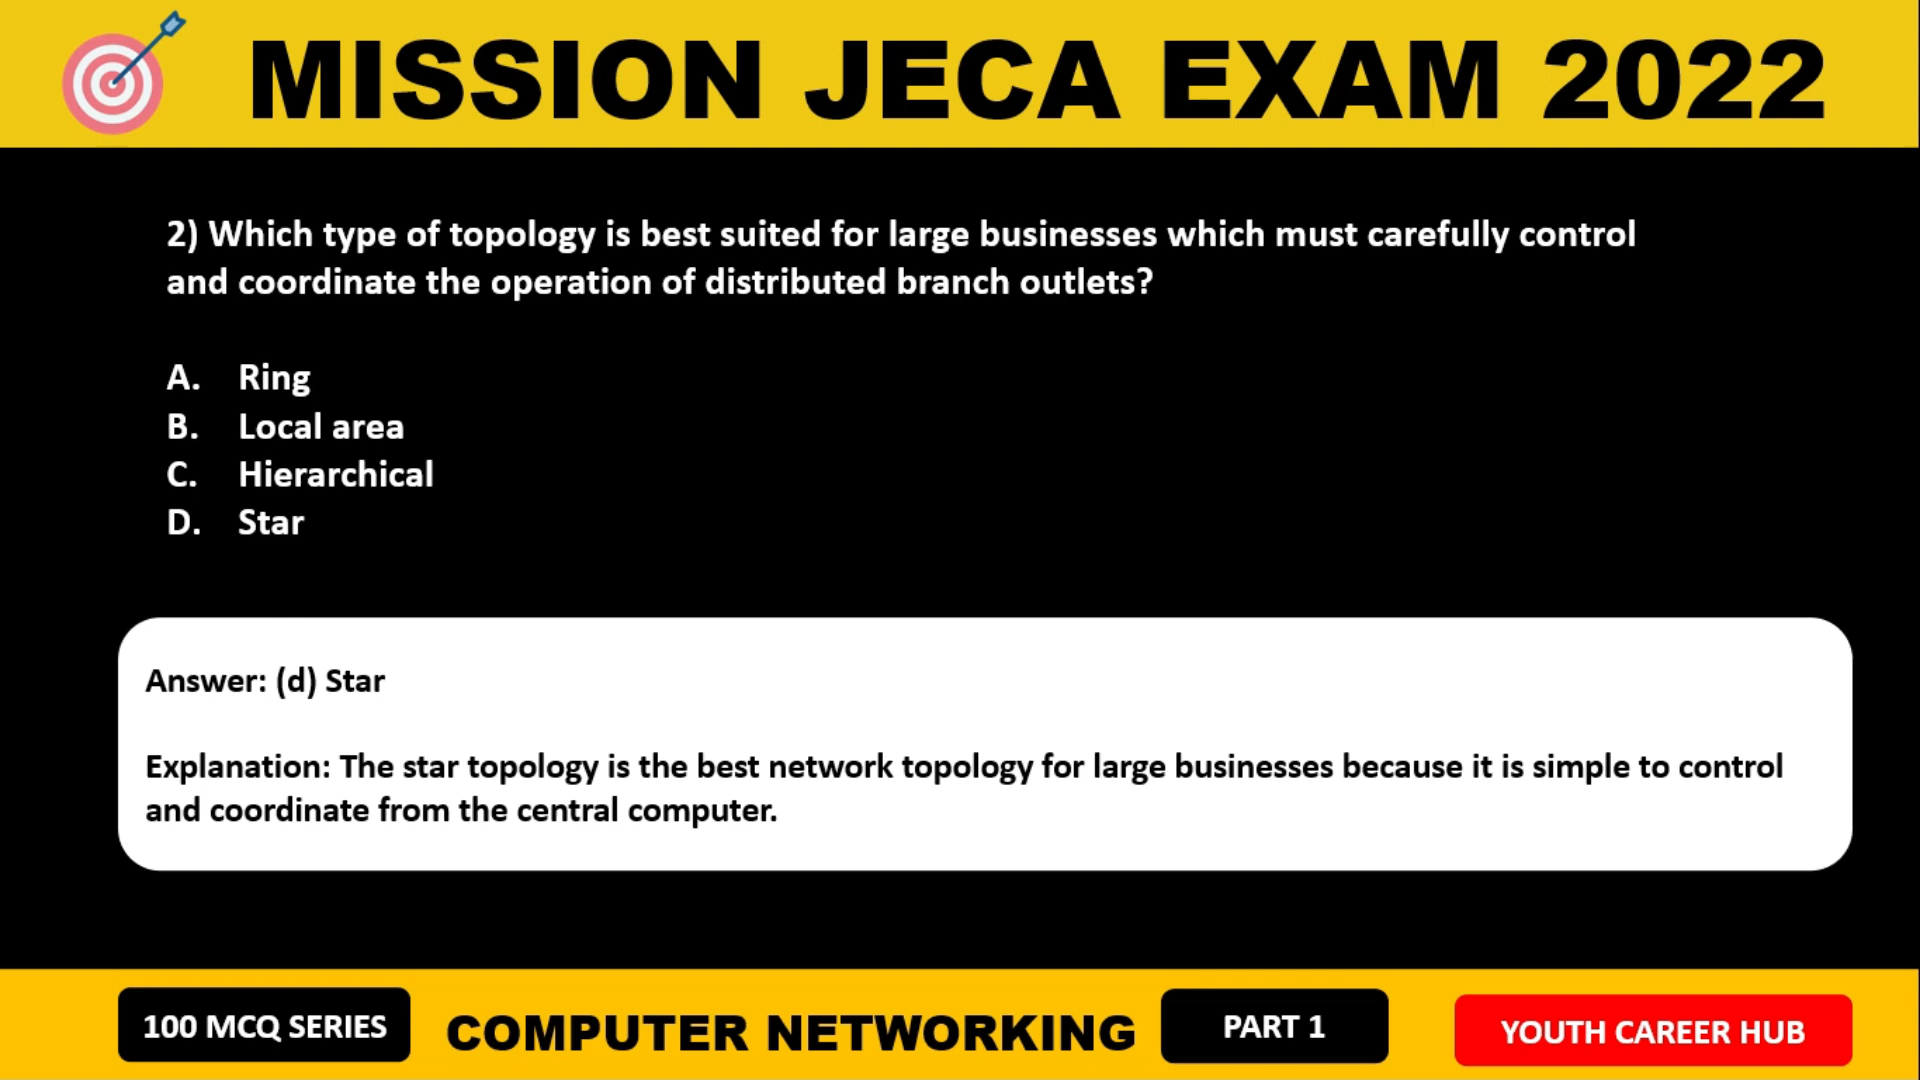 MISSION JECA EXAM 2022
2) Which type of topology is best suited for large businesses which must carefully control
and coordinate the operation of distributed branch outlets?
A. Ring
B. Local area
C. Hierarchical
D. Star
Answer: (d) Star
Explanation: The star topology is the best network topology for large businesses because it is simple to control
and coordinate from the central computer.
100 MCQ SERIES
COMPUTER NETWORKING
PART 1
YOUTH CAREER HUB